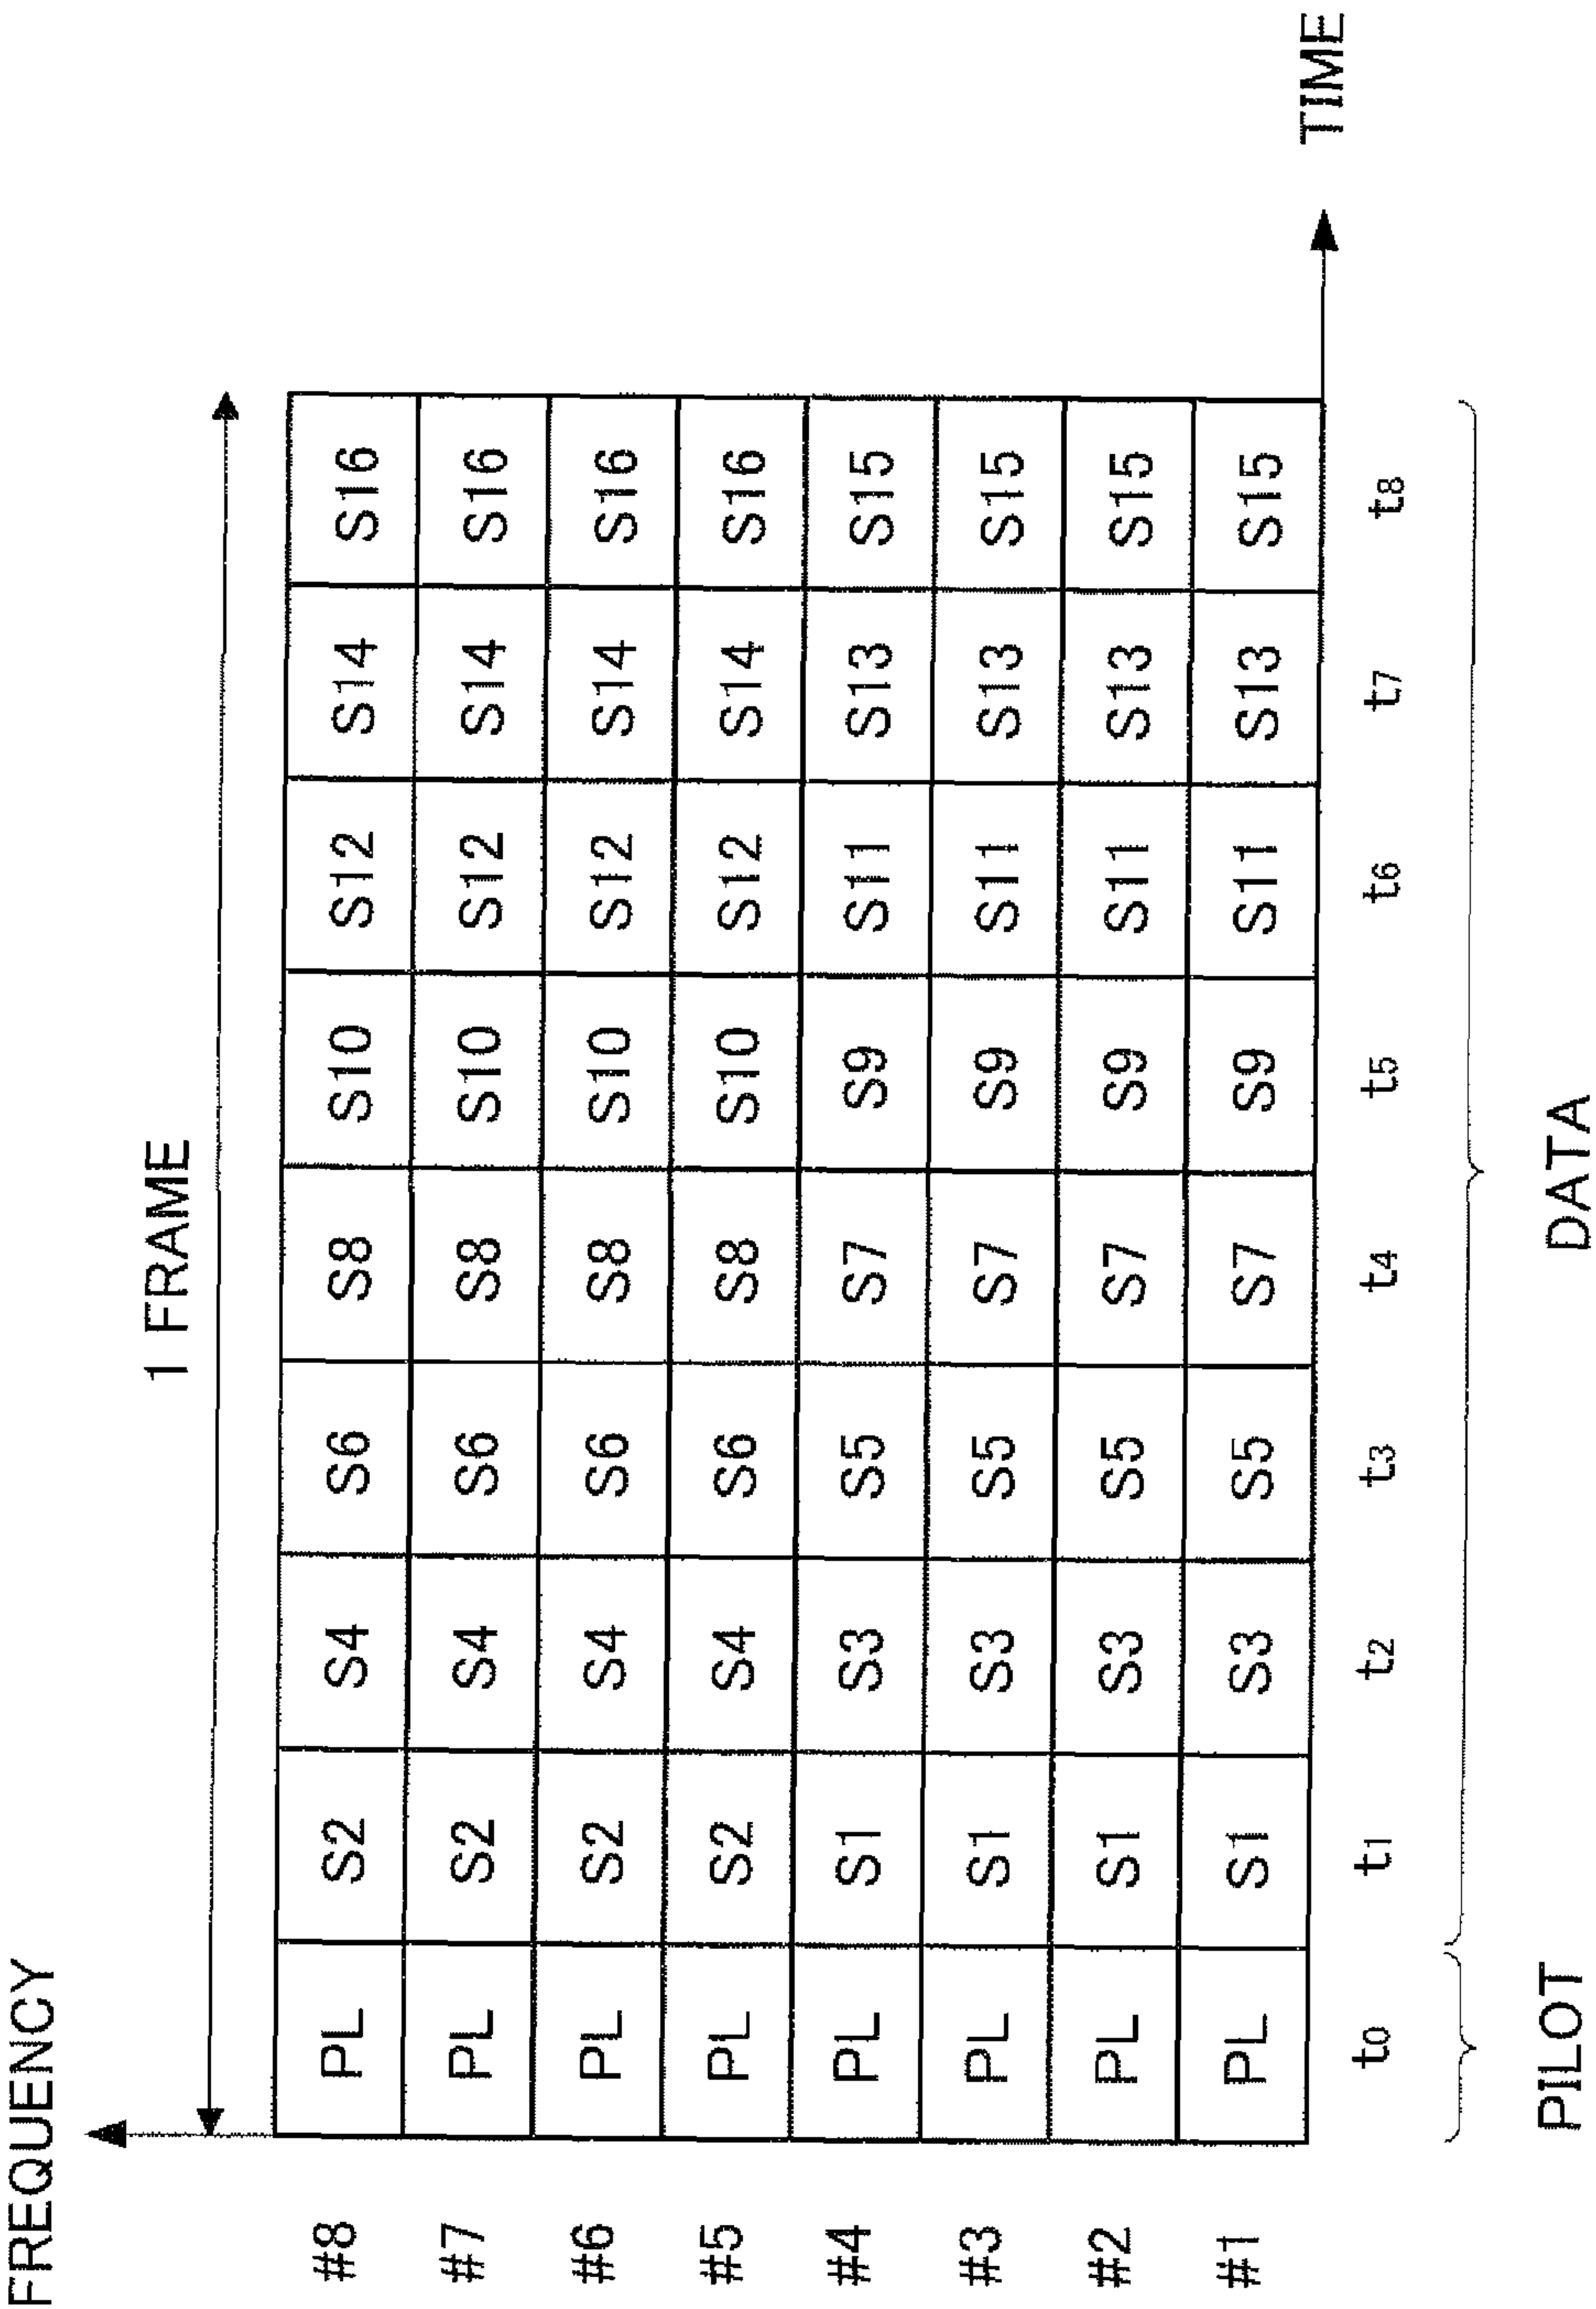 FREQUENCY
1 FRAME
#8 PL S2 S4 S6 S8 S10 S12 S14 S16
#7 PL S2 S4 S6 S8 S10 S12 S14 S16
#6 PL S2 S4 S6 S8 S10 S12 S14 S16
#5 PL S2 S4 S6 S8 S10 S12 S14 S16
#4 PL S1 S3 S5 S7 S9 S11 S13 S15
#3 PL S1 S3 S5 S7 S9 S11 S13 S15
#2 PL S1 S3 S5 S7 S9 S11 S13 S15
#1 PL S1 S3 S5 S7 S9 S11 S13 S15
TIME
t0 t1 t2 t3 t4 t5 t6 t7 t8
PILOT DATA